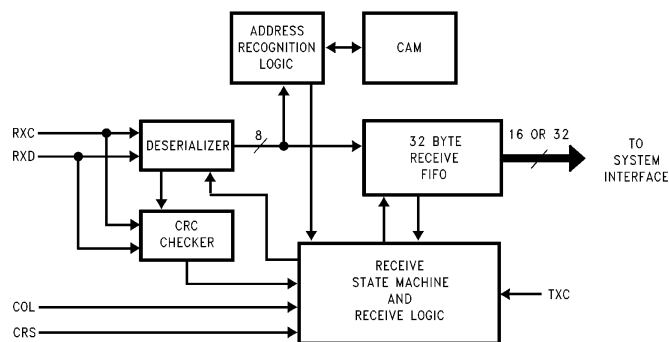 ADDRESS
RECOGNITION
LOGIC
CAM
RXC
RXD
DESERIALIZER
8
32 BYTE
RECEIVE
FIFO
16 OR 32
TO
SYSTEM
INTERFACE
CRC
CHECKER
RECEIVE
STATE MACHINE
AND
RECEIVE LOGIC
TXC
COL
CRS